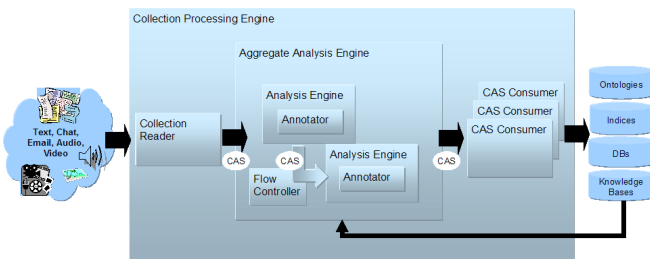 Collection Processing Engine
Aggregate Analysis Engine
Text, Chat,
Email, Audio,
Video
Collection
Reader
CAS
Analysis Engine
Annotator
CAS
Flow
Controller
Analysis Engine
Annotator
CAS
CAS Consumer
CAS Consumer
CAS Consumer
Ontologies
Indices
DBs
Knowledge
Bases